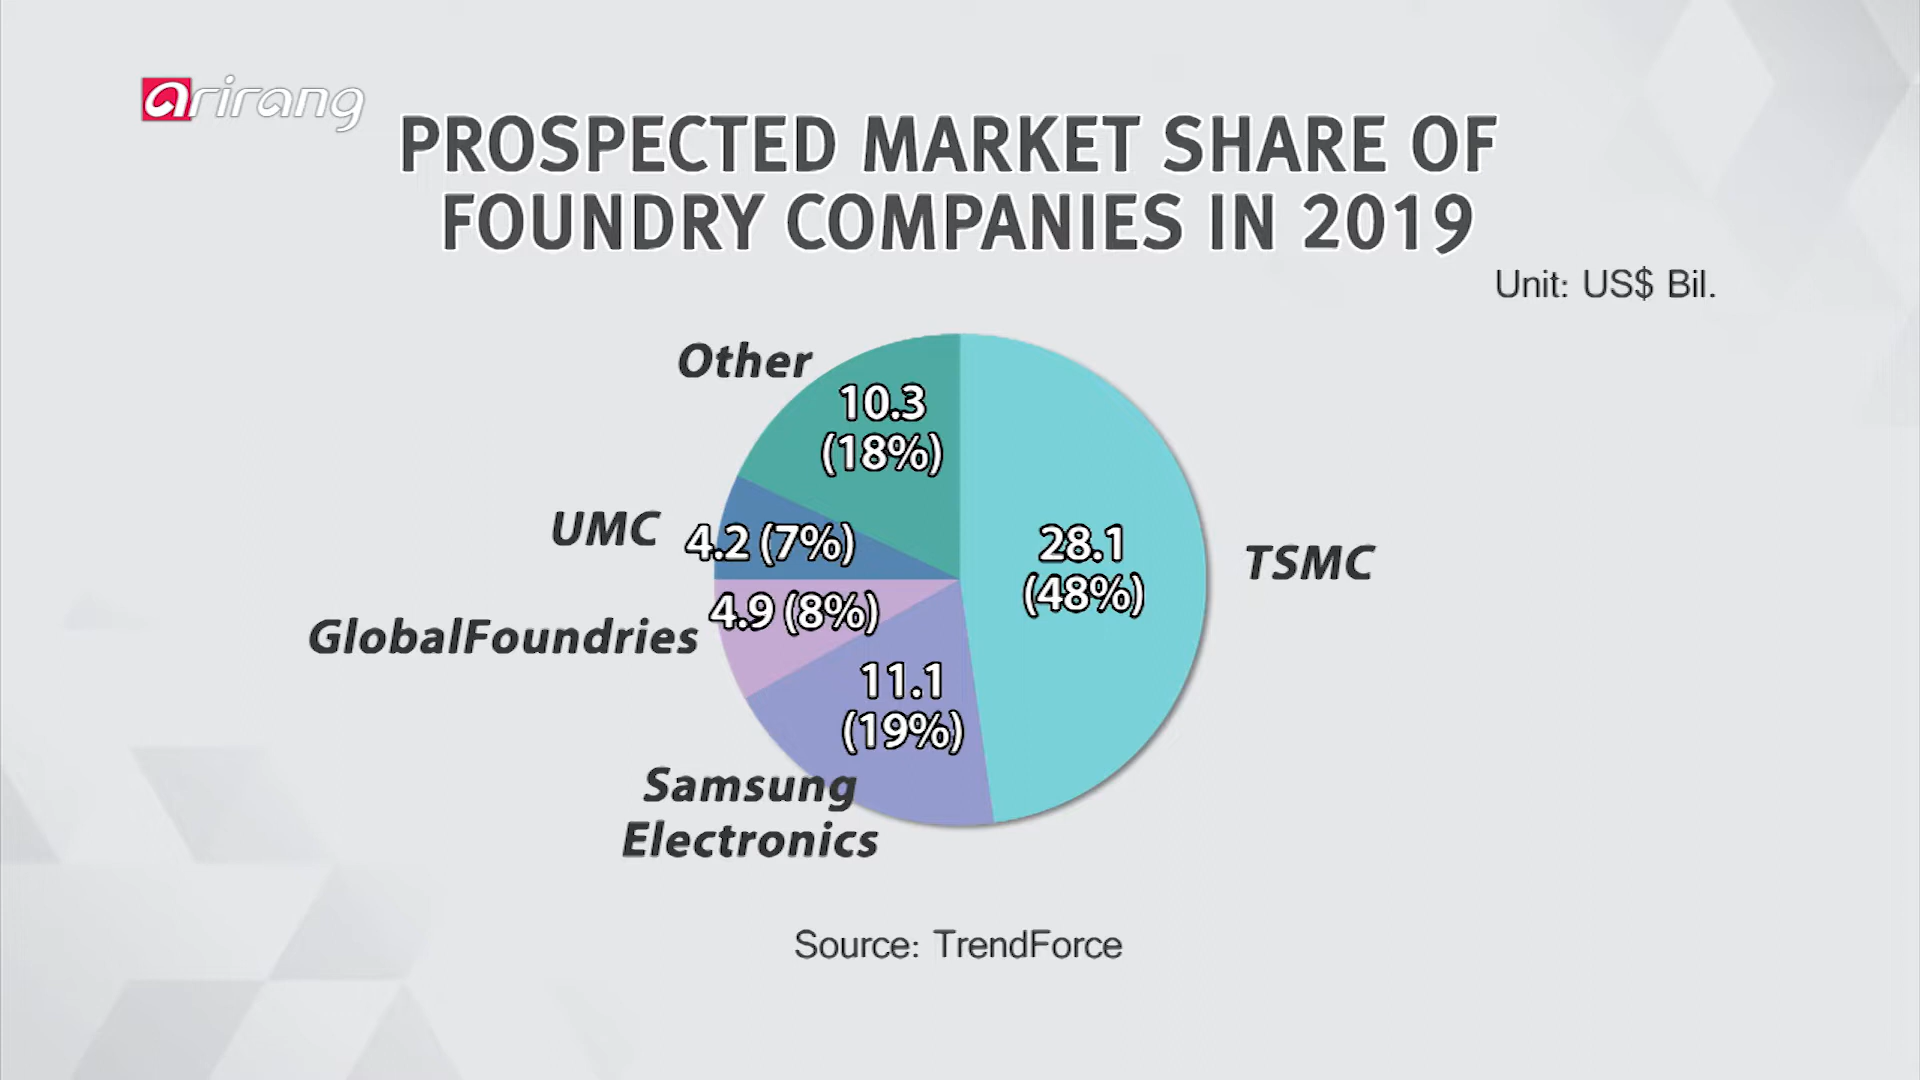 arirang
PROSPECTED MARKET SHARE OF
FOUNDRY COMPANIES IN 2019
Unit: US$ Bil.
Other
10.3
(18%)
UMC
4.2 (7%)
28.1
(48%)
TSMC
GlobalFoundries
4.9 (8%)
11.1
(19%)
Samsung
Electronics
Source: TrendForce